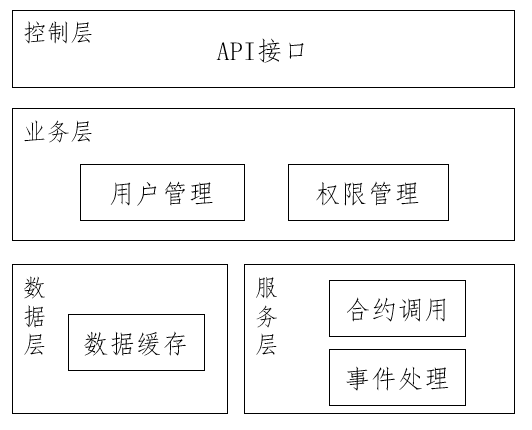 控制层
API接口
业务层
用户管理
权限管理
数据层
数据缓存
服务层
合约调用
事件处理